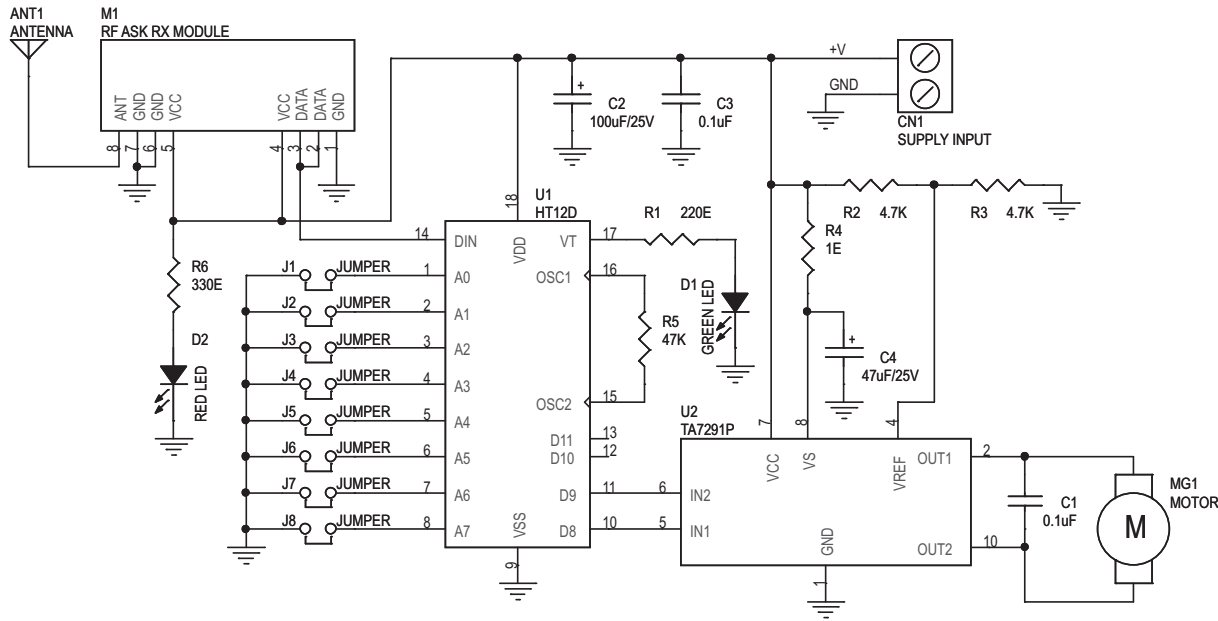 ANT1
ANTENNA
M1
RF ASK RX MODULE
ANT
GND
GND
VCC
VCC
DATA
DATA
GND
8
7
6
5
4
3
2
1
+V
GND
CN1
SUPPLY INPUT
+
C2
100uF/25V
C3
0.1uF
R2
4.7K
R3
4.7K
R4
1E
+
C4
47uF/25V
R6
330E
D2
RED LED
U1
HT12D
18
VDD
14
DIN
J1
JUMPER
1
A0
J2
JUMPER
2
A1
J3
JUMPER
3
A2
J4
JUMPER
4
A3
J5
JUMPER
5
A4
J6
JUMPER
6
A5
J7
JUMPER
7
A6
J8
JUMPER
8
A7
VSS
9
VT
17
R1
220E
OSC1
16
R5
47K
OSC2
15
D11
13
D10
12
D9
11
D8
10
D1
GREEN LED
U2
TA7291P
7
VCC
8
VS
4
VREF
6
IN2
5
IN1
GND
1
OUT1
2
OUT2
10
C1
0.1uF
MG1
MOTOR
M